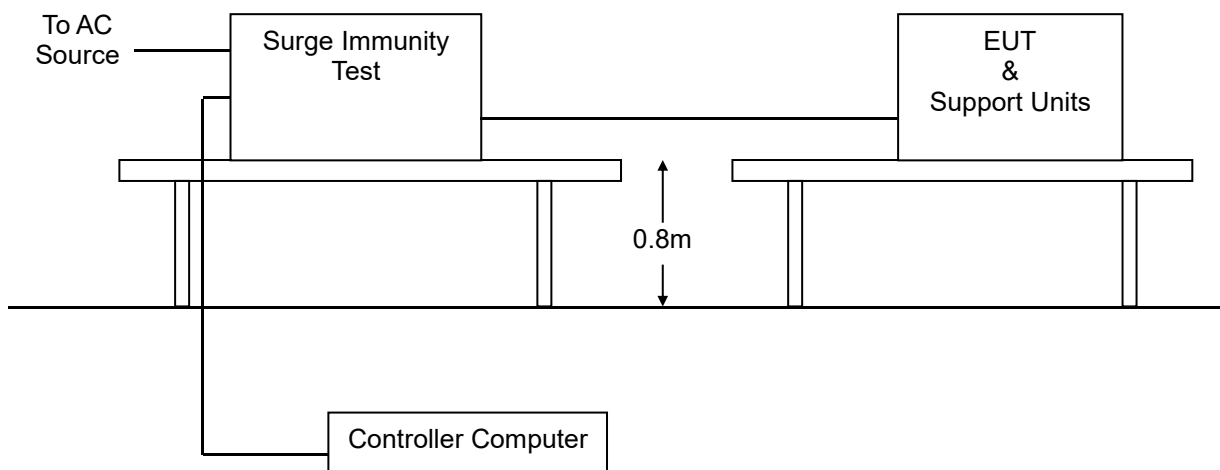 To AC
Source
Surge Immunity
Test
EUT
&
Support Units
0.8m
Controller Computer